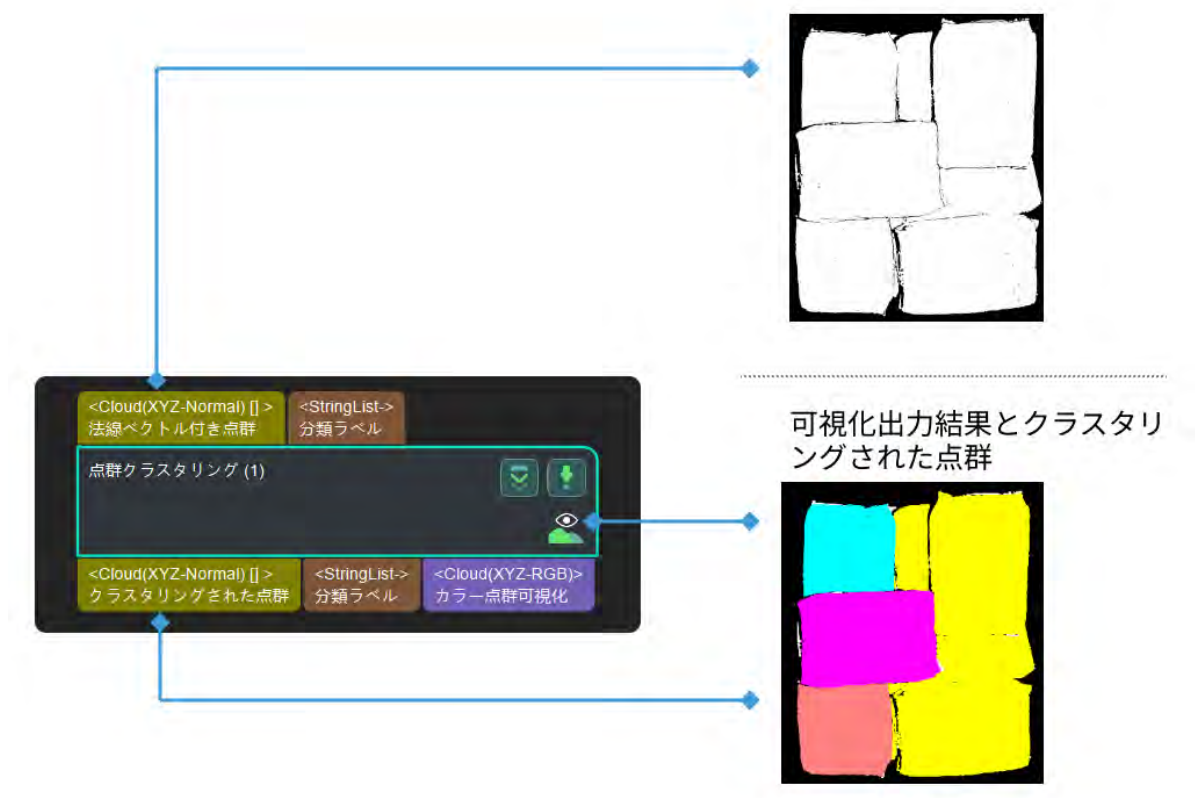 <Cloud(XYZ-Normal) [] >
法線ベクトル付き点群
<StringList->
分類ラベル
点群クラスタリング (1)
<Cloud(XYZ-Normal) [] >
クラスタリングされた点群
<StringList->
分類ラベル
<Cloud(XYZ-RGB)>
カラー点群可視化
可視化出力結果とクラスタリ
ングされた点群